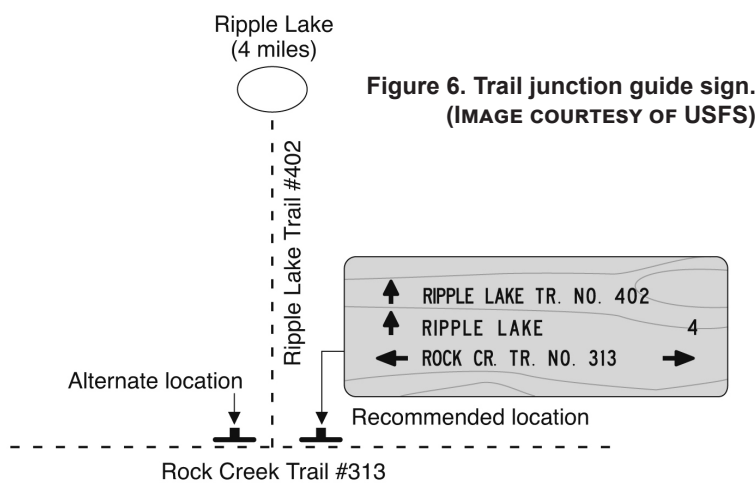 Ripple Lake
(4 miles)
Figure 6. Trail junction guide sign.
(IMAGE COURTESY OF USFS)
Ripple Lake Trail #402
RIPPLE LAKE TR. NO. 402
RIPPLE LAKE 4
ROCK CR. TR. NO. 313
Alternate location
Recommended location
Rock Creek Trail #313